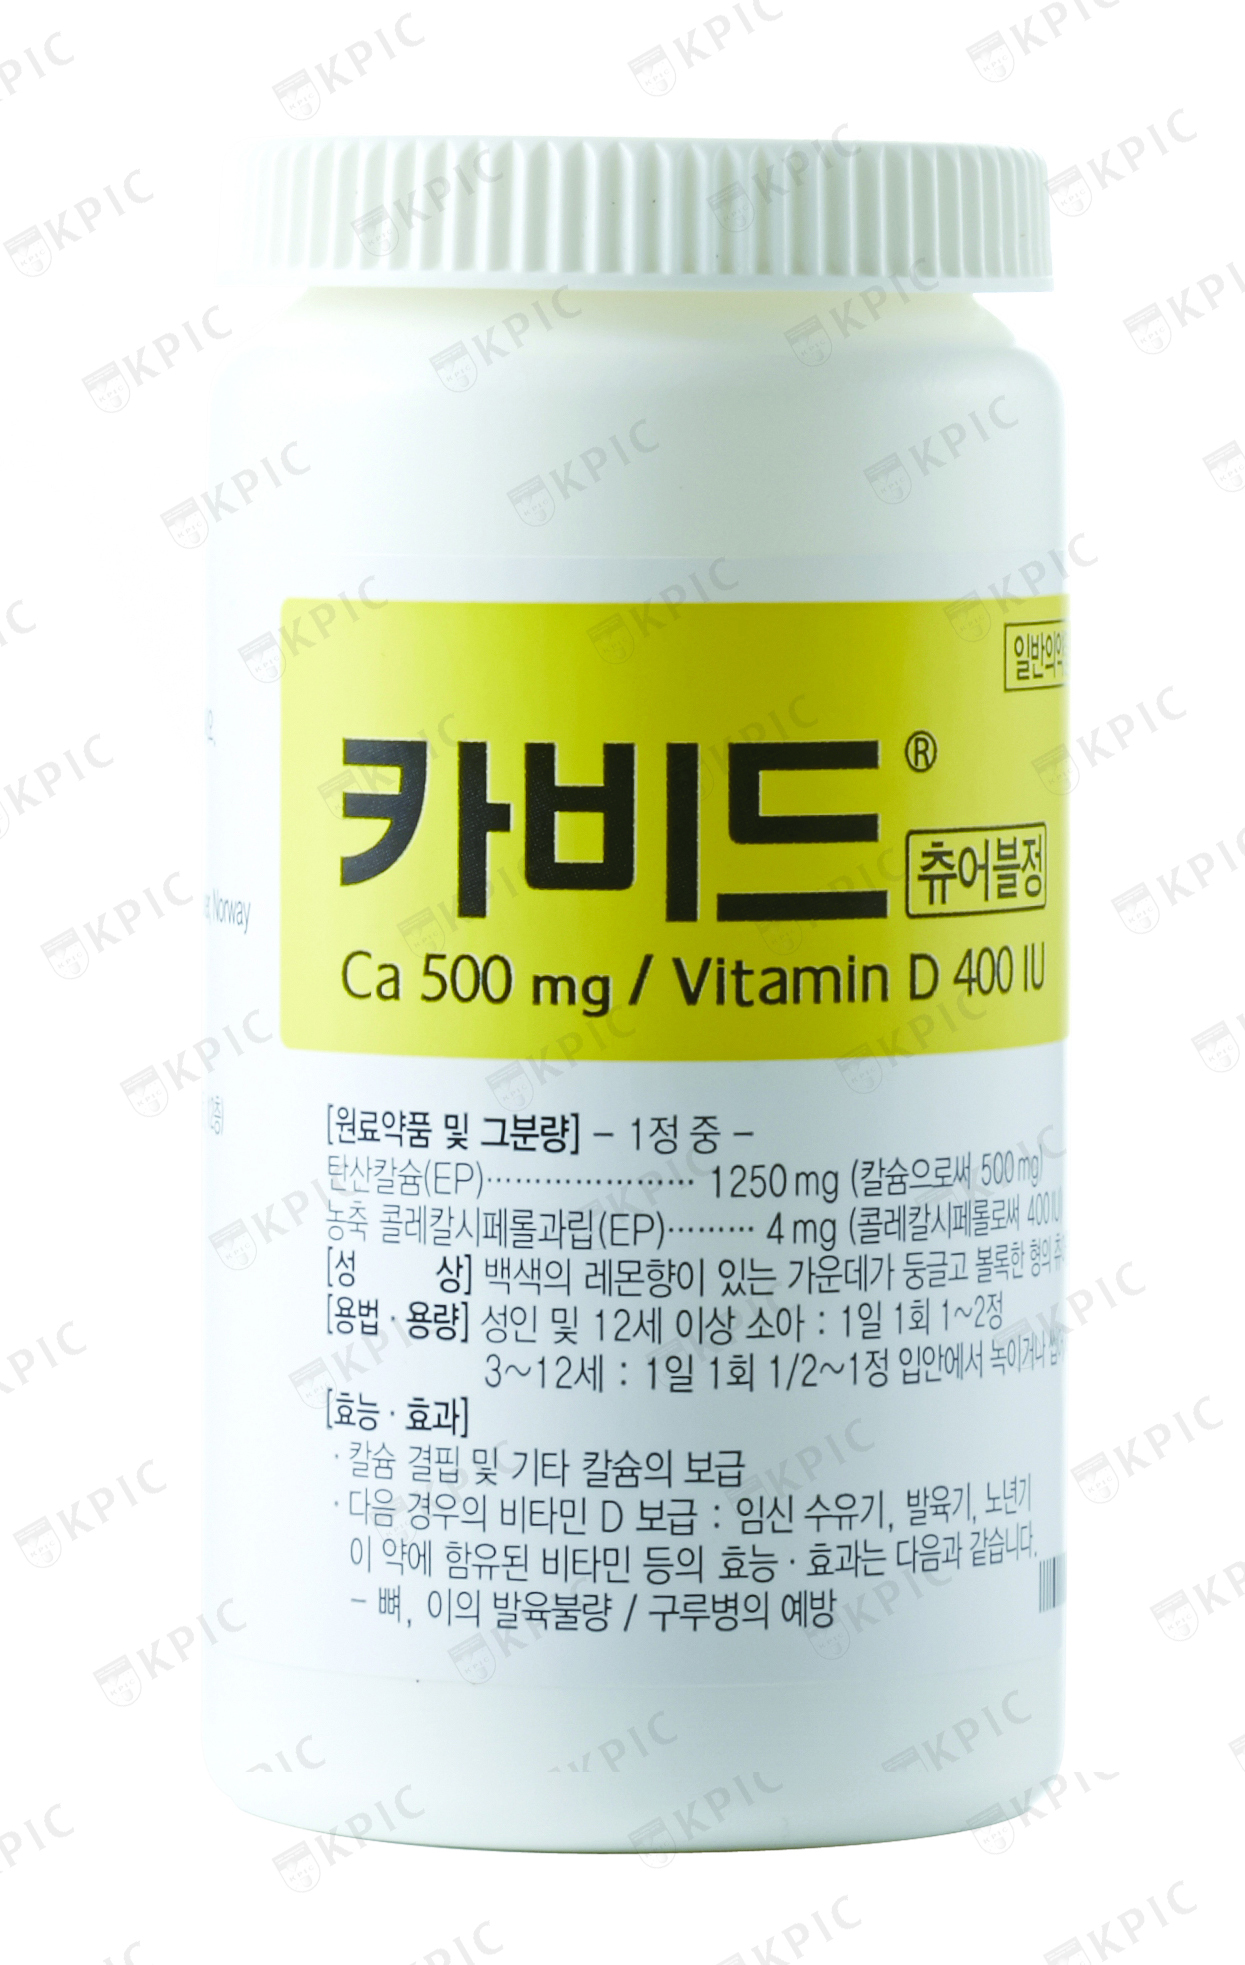 일반의약
카비드®
츄어블정
Ca 500 mg / Vitamin D 400 IU
[원료약품 및 그분량] – 1정 중 –
탄산칼슘(EP)······················ 1250 mg (칼슘으로써 500 mg)
농축 콜레칼시페롤과립(EP)········· 4 mg (콜레칼시페롤로써 400 IU
[성 상] 백색의 레몬향이 있는 가운데가 둥글고 볼록한 형의
[용법 · 용량] 성인 및 12세 이상 소아 : 1일 1회 1~2정
3~12세 : 1일 1회 1/2~1정 입안에서 녹이거나
[효능 · 효과]
· 칼슘 결핍 및 기타 칼슘의 보급
· 다음 경우의 비타민 D 보급 : 임신 수유기, 발육기, 노년기
이 약에 함유된 비타민 등의 효능 · 효과는 다음과 같습니다.
– 뼈, 이의 발육불량 / 구루병의 예방
Norway
KPIC